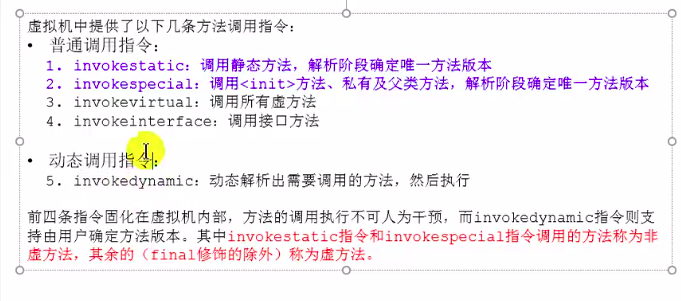 虚拟机中提供了以下几条方法调用指令：
• 普通调用指令：
1. invokestatic：调用静态方法，解析阶段确定唯一方法版本
2. invokespecial：调用<init>方法、私有及父类方法，解析阶段确定唯一方法版本
3. invokevirtual：调用所有虚方法
4. invokeinterface：调用接口方法
• 动态调用指令：
5. invokedynamic：动态解析出需要调用的方法，然后执行
前四条指令固化在虚拟机内部，方法的调用执行不可人为干预，而invokedynamic指令则支
持由用户确定方法版本。其中invokestatic指令和invokespecial指令调用的方法称为非
虚方法，其余的（final修饰的除外）称为虚方法。